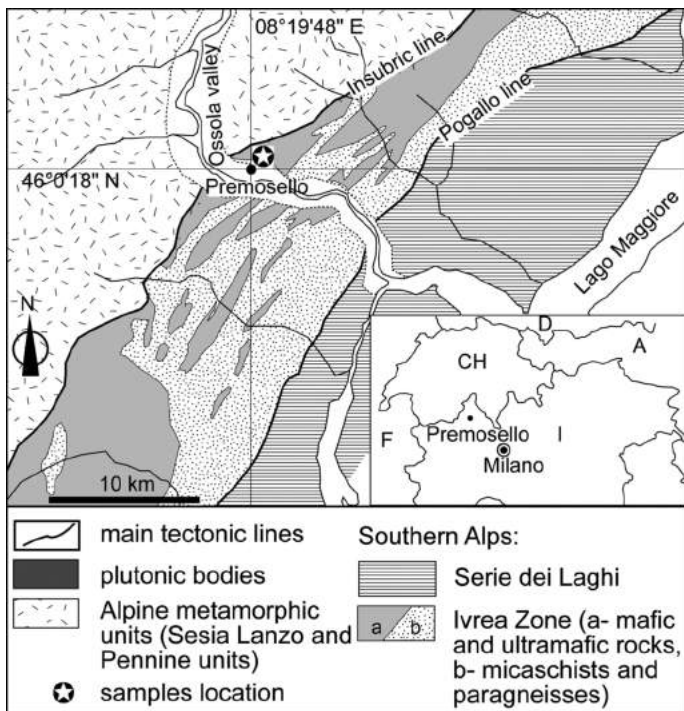 08°19'48" E
Ossola valley
Insubric line
Pogallo line
46°0'18" N
Premosello
Lago Maggiore
N
10 km
D
CH
A
F
Premosello
I
Milano
main tectonic lines
plutonic bodies
Alpine metamorphic
units (Sesia Lanzo and
Pennine units)
samples location
Southern Alps:
Serie dei Laghi
a
b
Ivrea Zone (a- mafic
and ultramafic rocks,
b- micaschists and
paragneisses)